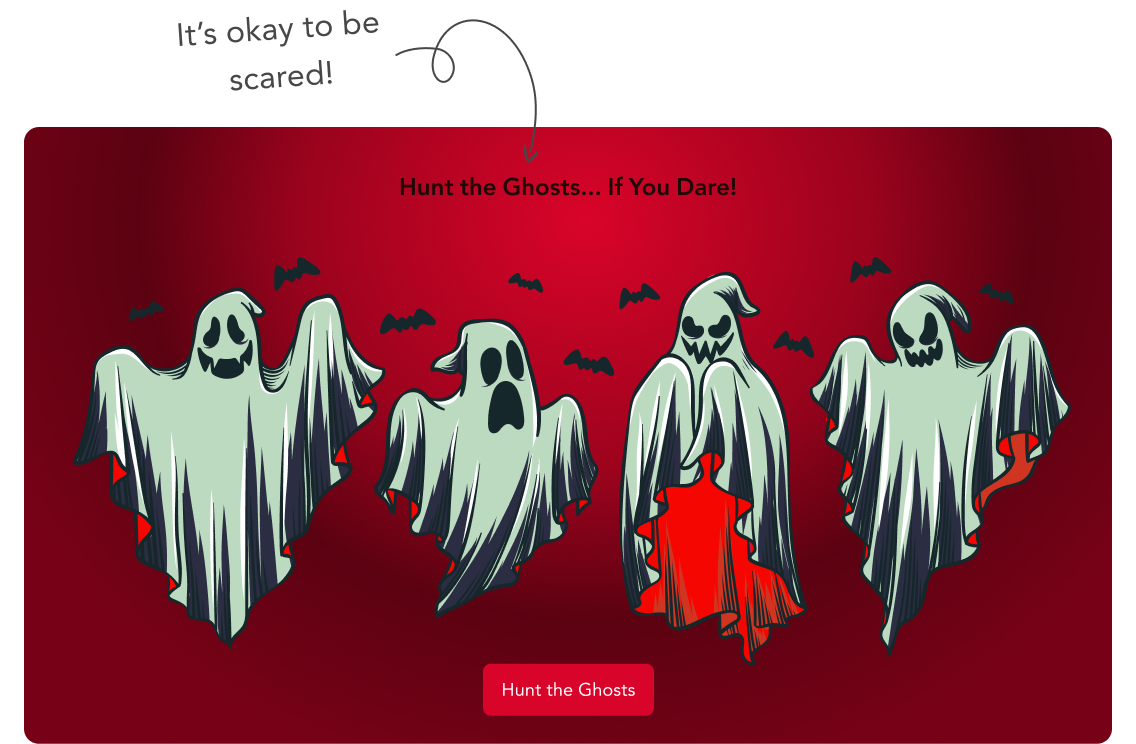 It’s okay to be
scared!
Hunt the Ghosts... If You Dare!
Hunt the Ghosts